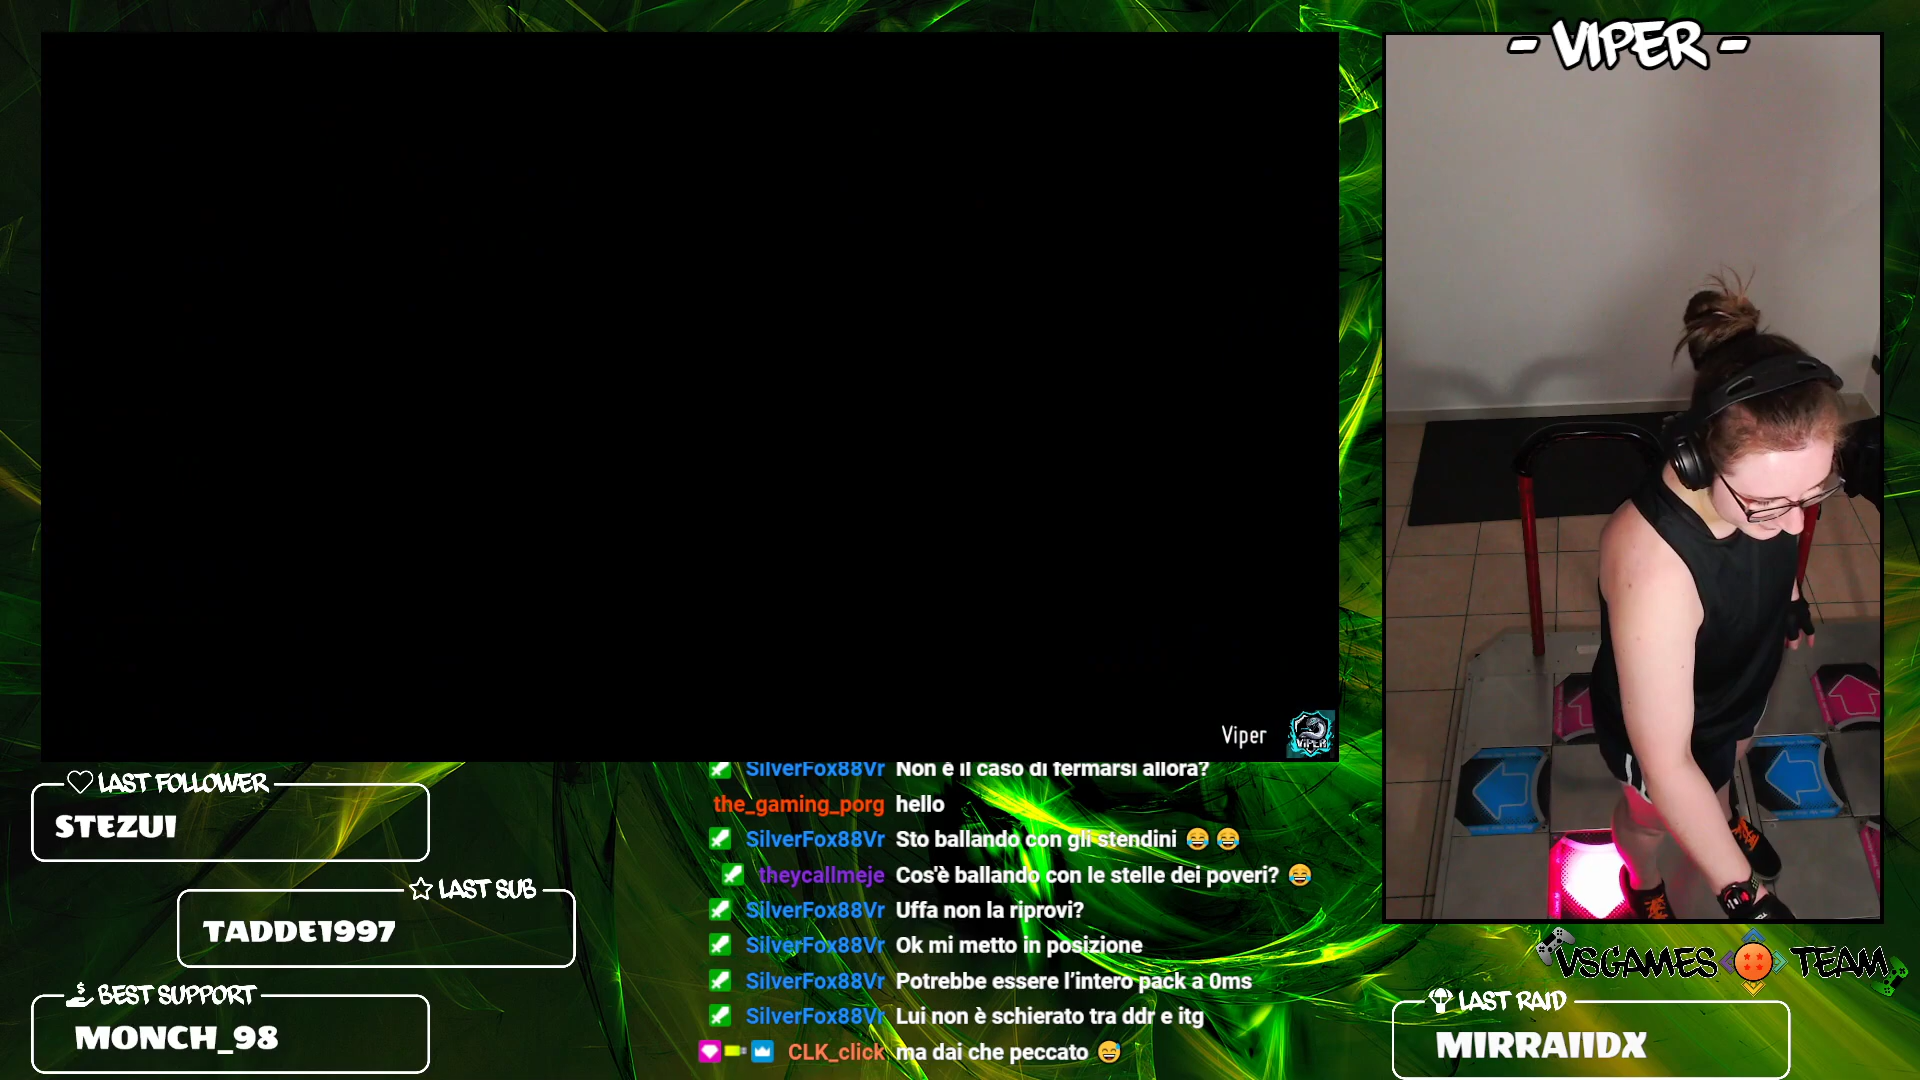 - VIPER -
Viper
VIPER
LAST FOLLOWER
STEZUI
LAST SUB
TADDE1997
BEST SUPPORT
MONCH_98
SilverFox88Vr Non è il caso di fermarsi allora?
the_gaming_porg hello
SilverFox88Vr Sto ballando con gli stendini 😂 😂
theycallmeje Cos'è ballando con le stelle dei poveri? 😂
SilverFox88Vr Uffa non la riprovi?
SilverFox88Vr Ok mi metto in posizione
SilverFox88Vr Potrebbe essere l’intero pack a 0ms
SilverFox88Vr Lui non è schierato tra ddr e itg
CLK_click ma dai che peccato 😅
VSGAMES TEAM
LAST RAID
MIRRAIIDX